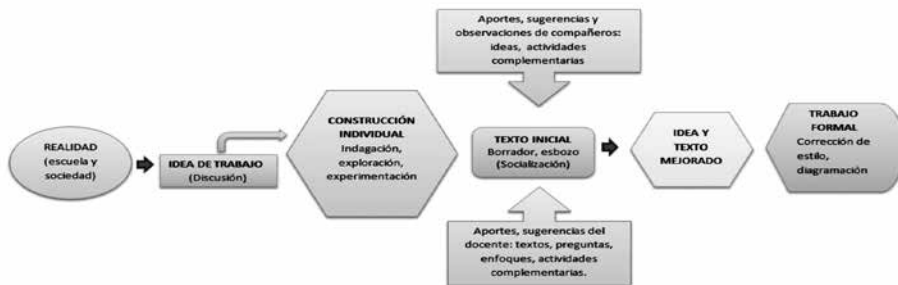 Aportes, sugerencias y
observaciones de compañeros:
ideas, actividades
complementarias
REALIDAD
(escuela y
sociedad)
IDEA DE TRABAJO
(Discusión)
CONSTRUCCIÓN
INDIVIDUAL
Indagación,
exploración,
experimentación
TEXTO INICIAL
Borrador, esbozo
(Socialización)
IDEA Y
TEXTO
MEJORADO
TRABAJO
FORMAL
Corrección de
estilo,
diagramación
Aportes, sugerencias del
docente: textos, preguntas,
enfoques, actividades
complementarias.